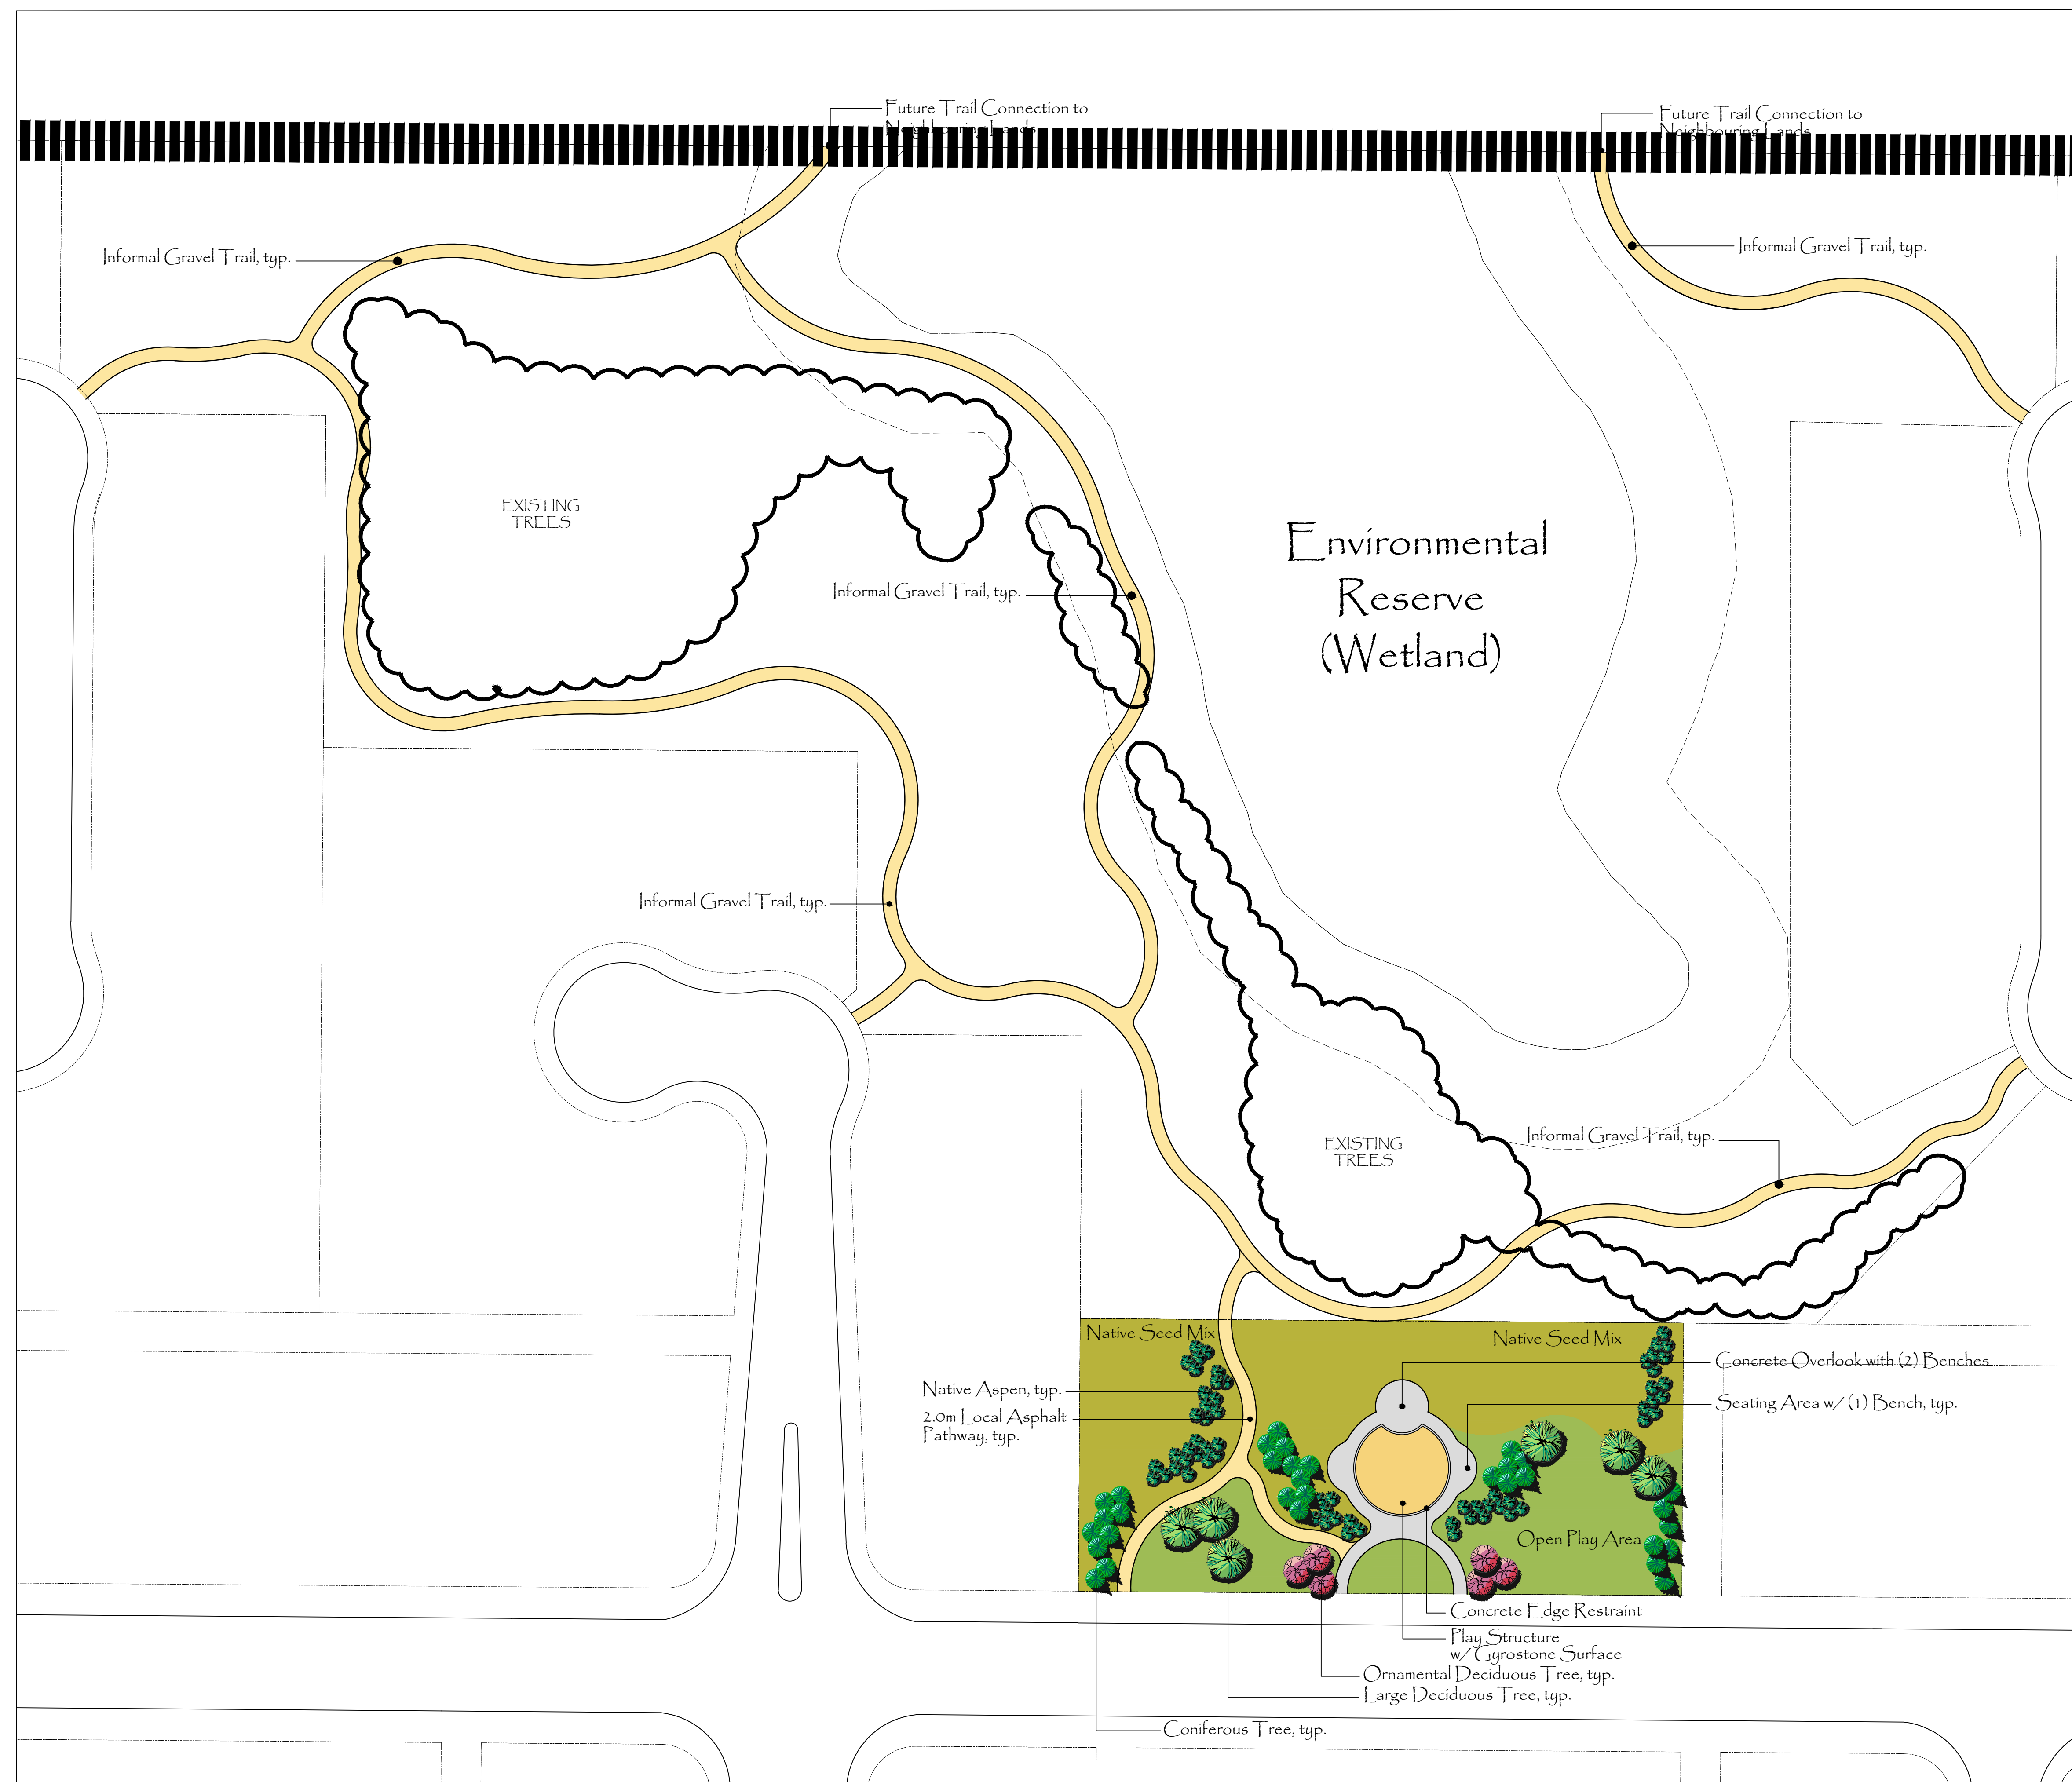 Future Trail Connection to
Neighbouring Lands
Future Trail Connection to
Neighbouring Lands
Informal Gravel Trail, typ.
Informal Gravel Trail, typ.
EXISTING
TREES
Environmental
Reserve
(Wetland)
Informal Gravel Trail, typ.
Informal Gravel Trail, typ.
Informal Gravel Trail, typ.
EXISTING
TREES
Native Seed Mix
Native Seed Mix
Concrete Overlook with (2) Benches
Native Aspen, typ.
Seating Area w/ (1) Bench, typ.
2.0m Local Asphalt
Pathway, typ.
Open Play Area
Concrete Edge Restraint
Play Structure
w/ Gyrostone Surface
Ornamental Deciduous Tree, typ.
Large Deciduous Tree, typ.
Coniferous Tree, typ.